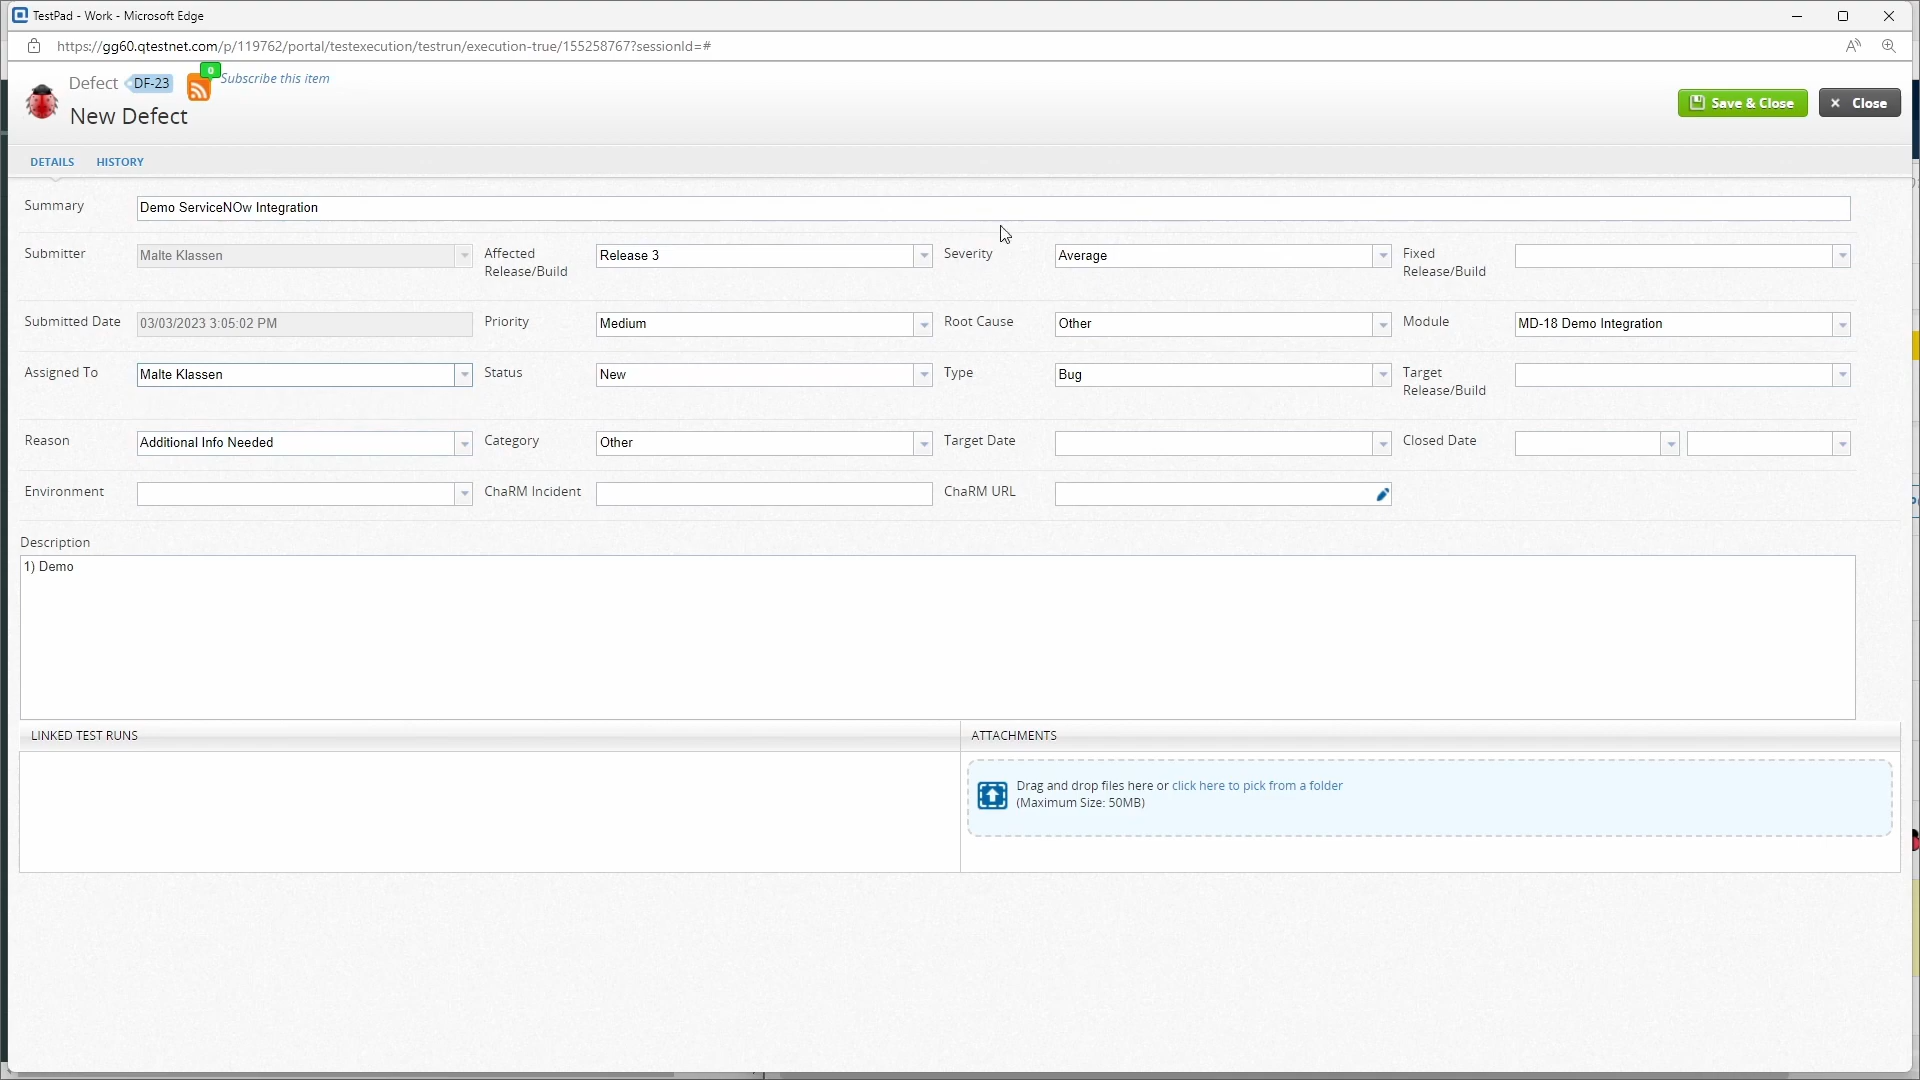 TestPad - Work - Microsoft Edge
https://gg60.qtestnet.com/p/119762/portal/testexecution/testrun/execution-true/155258767?sessionId=#
0
Defect DF-23 Subscribe this item
New Defect
Save & Close
× Close
DETAILS HISTORY
Summary Demo ServiceNOw Integration
Submitter Malte Klassen Affected Release 3 Severity Average Fixed
Release/Build Release/Build
Submitted Date 03/03/2023 3:05:02 PM Priority Medium Root Cause Other Module MD-18 Demo Integration
Assigned To Malte Klassen Status New Type Bug Target
Release/Build
Reason Additional Info Needed Category Other Target Date Closed Date
Environment ChaRM Incident ChaRM URL
Description
1) Demo
LINKED TEST RUNS ATTACHMENTS
Drag and drop files here or click here to pick from a folder
(Maximum Size: 50MB)